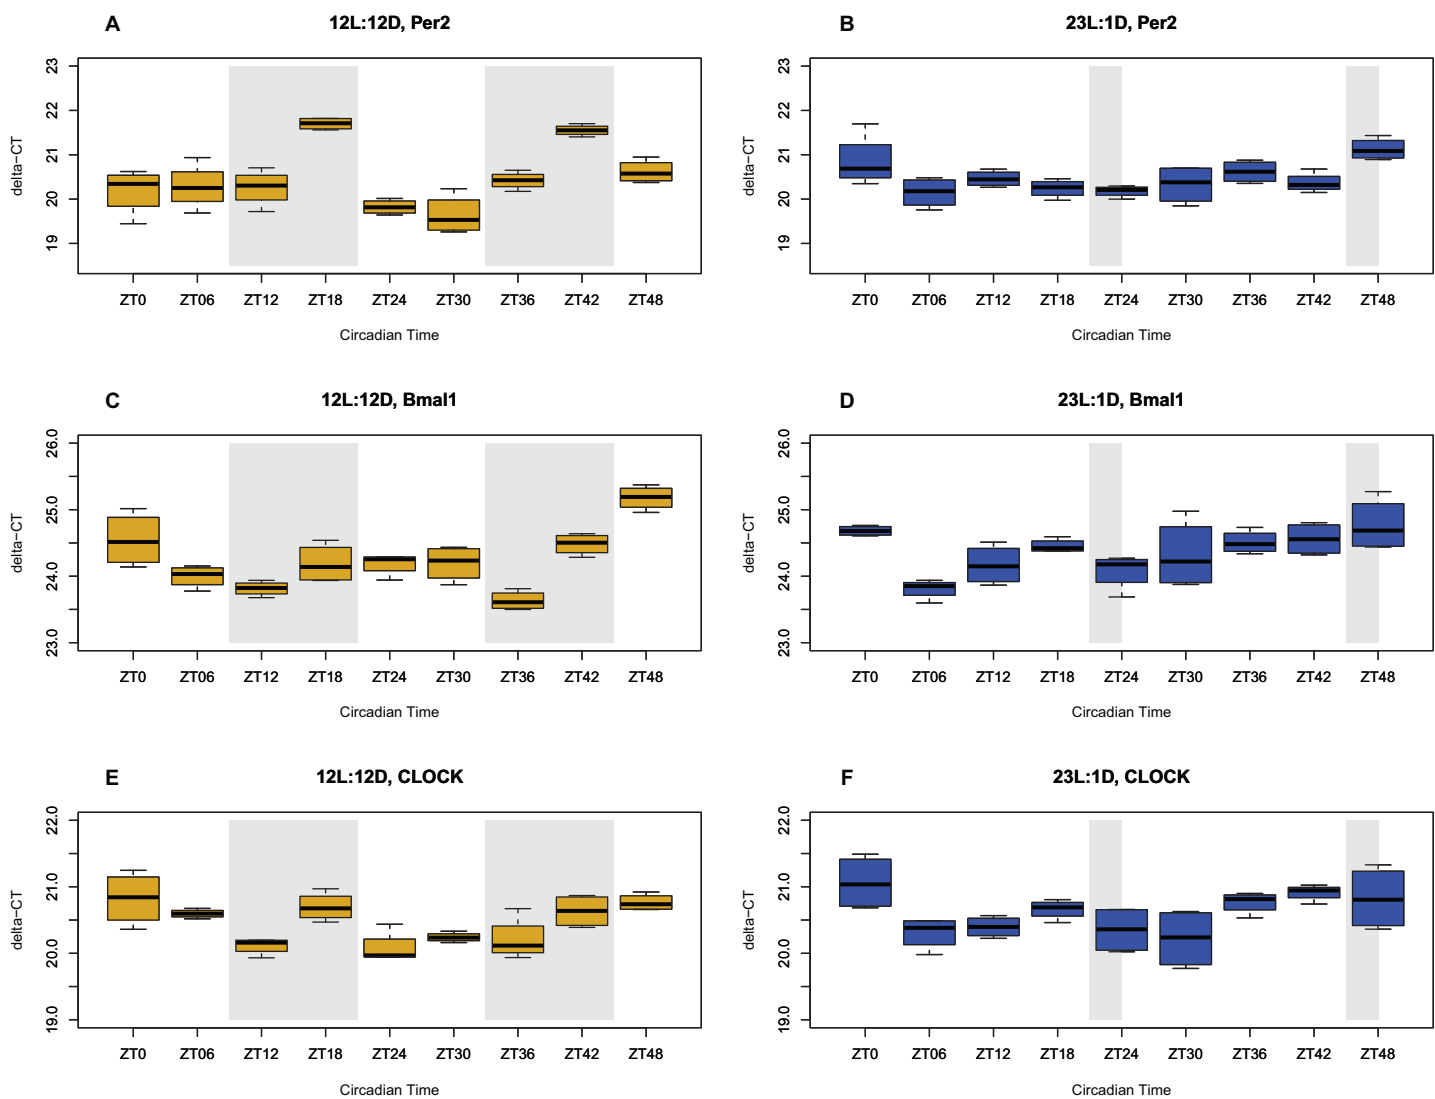 A
12L:12D, Per2
delta−CT
23
22
21
20
19
ZT0 ZT06 ZT12 ZT18 ZT24 ZT30 ZT36 ZT42 ZT48
Circadian Time
B
23L:1D, Per2
delta−CT
23
22
21
20
19
ZT0 ZT06 ZT12 ZT18 ZT24 ZT30 ZT36 ZT42 ZT48
Circadian Time
C
12L:12D, Bmal1
delta−CT
26.0
25.0
24.0
23.0
ZT0 ZT06 ZT12 ZT18 ZT24 ZT30 ZT36 ZT42 ZT48
Circadian Time
D
23L:1D, Bmal1
delta−CT
26.0
25.0
24.0
23.0
ZT0 ZT06 ZT12 ZT18 ZT24 ZT30 ZT36 ZT42 ZT48
Circadian Time
E
12L:12D, CLOCK
delta−CT
22.0
21.0
20.0
19.0
ZT0 ZT06 ZT12 ZT18 ZT24 ZT30 ZT36 ZT42 ZT48
Circadian Time
F
23L:1D, CLOCK
delta−CT
22.0
21.0
20.0
19.0
ZT0 ZT06 ZT12 ZT18 ZT24 ZT30 ZT36 ZT42 ZT48
Circadian Time